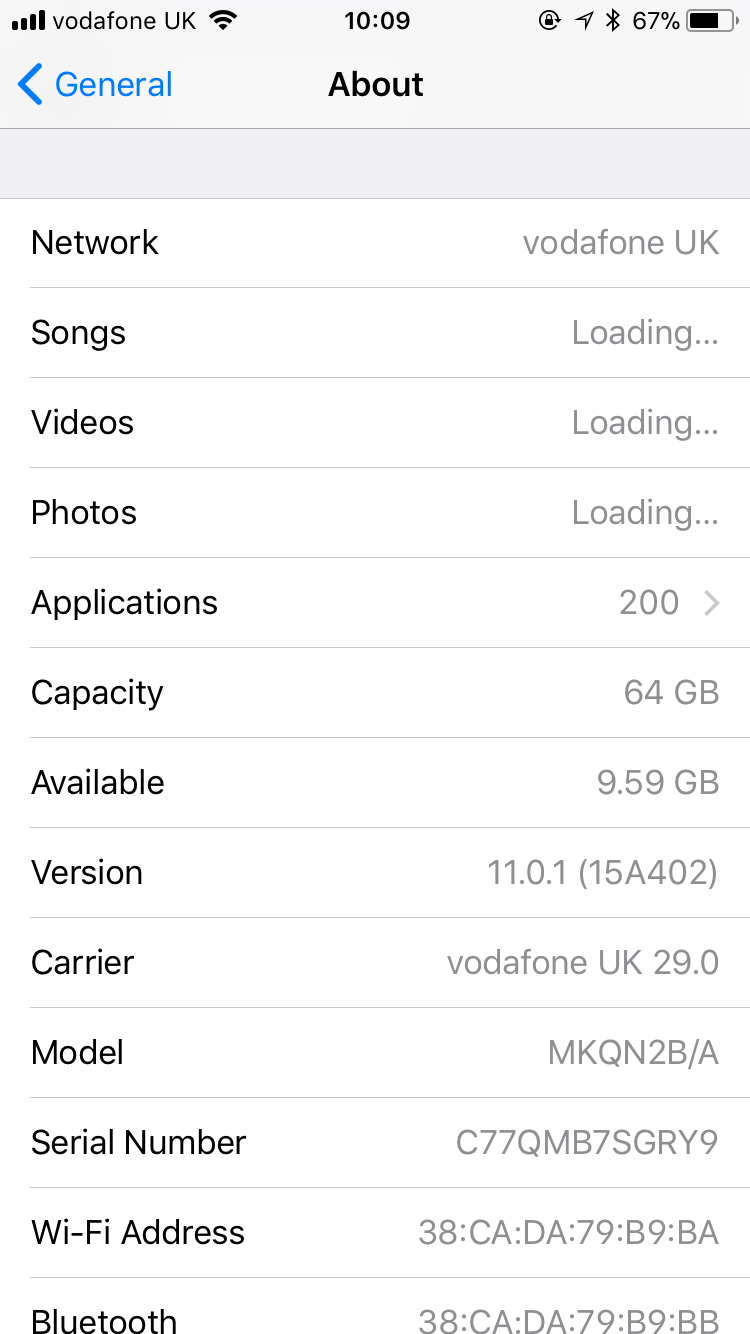 vodafone UK 10:09 67%
General About
Network vodafone UK
Songs Loading...
Videos Loading...
Photos Loading...
Applications 200
Capacity 64 GB
Available 9.59 GB
Version 11.0.1 (15A402)
Carrier vodafone UK 29.0
Model MKQN2B/A
Serial Number C77QMB7SGRY9
Wi-Fi Address 38:CA:DA:79:B9:BA
Bluetooth 38:CA:DA:79:B9:BB